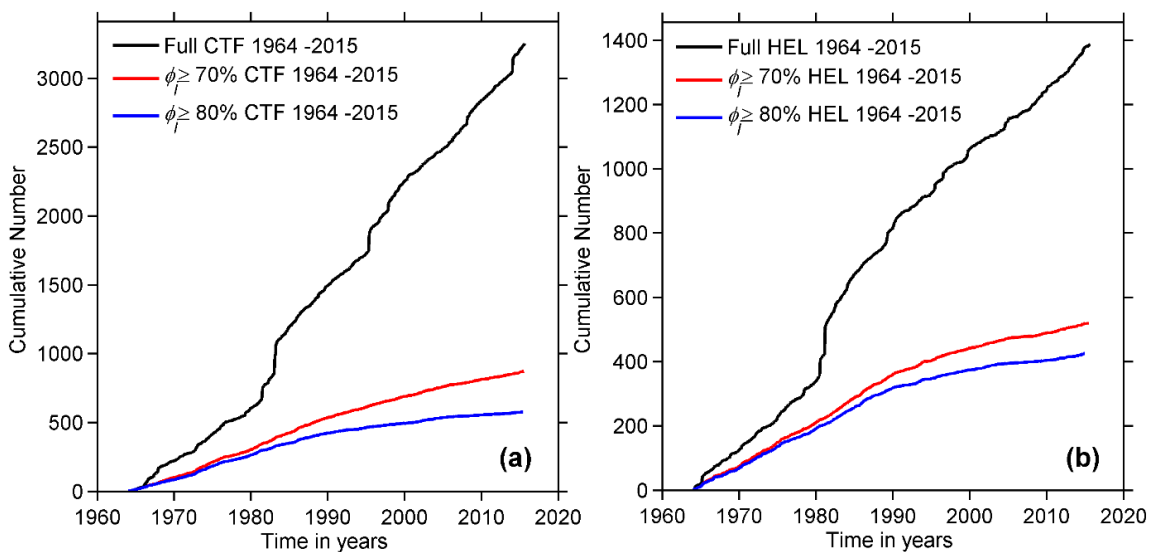 Full CTF 1964 -2015
ϕi ≥ 70% CTF 1964 -2015
ϕi ≥ 80% CTF 1964 -2015
Cumulative Number
3000
2500
2000
1500
1000
500
0
1960 1970 1980 1990 2000 2010 2020
Time in years
(a)
Full HEL 1964 -2015
ϕi ≥ 70% HEL 1964 -2015
ϕi ≥ 80% HEL 1964 -2015
Cumulative Number
1400
1200
1000
800
600
400
200
0
1960 1970 1980 1990 2000 2010 2020
Time in years
(b)